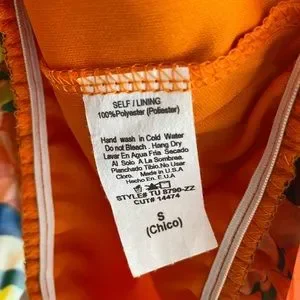 SELF / LINING
100%Polyester (Poliester)
Hand wash in Cold Water
Do not Bleach . Hang Dry
Lavar En Agua Fria Secado
Al Solo A La Sombrea.
Planchado Tibio.No Usar
Cloro. Made in U.S.A
Hecho En. E.U.A
STYLE# TU 8790-ZZ
CUT# 14474
S
(Chico)